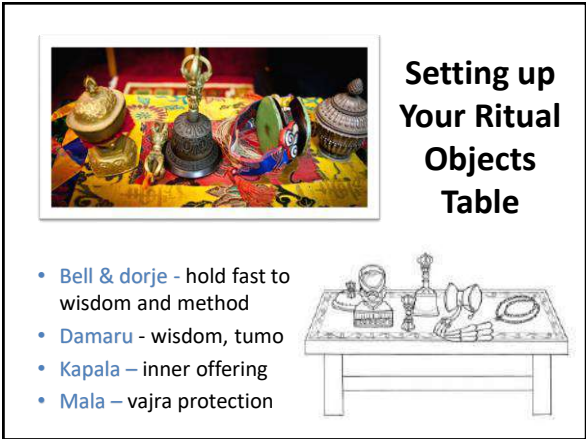 Setting up
Your Ritual
Objects
Table
• Bell & dorje - hold fast to
wisdom and method
• Damaru - wisdom, tumo
• Kapala – inner offering
• Mala – vajra protection